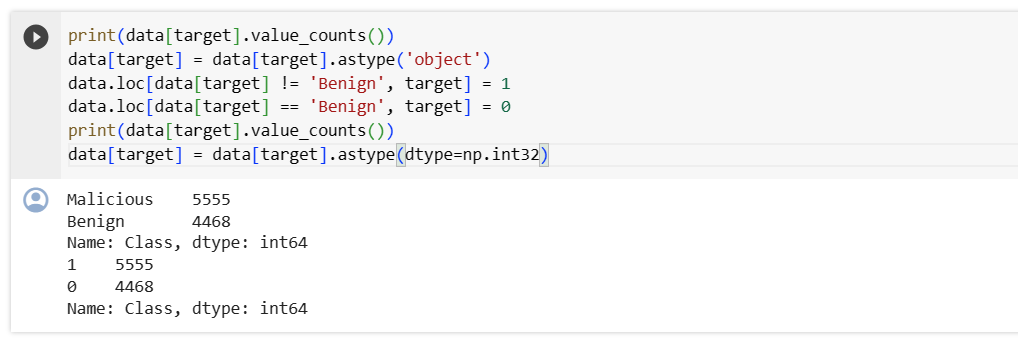 print(data[target].value_counts())
data[target] = data[target].astype('object')
data.loc[data[target] != 'Benign', target] = 1
data.loc[data[target] == 'Benign', target] = 0
print(data[target].value_counts())
data[target] = data[target].astype(dtype=np.int32)
Malicious    5555
Benign       4468
Name: Class, dtype: int64
1    5555
0    4468
Name: Class, dtype: int64